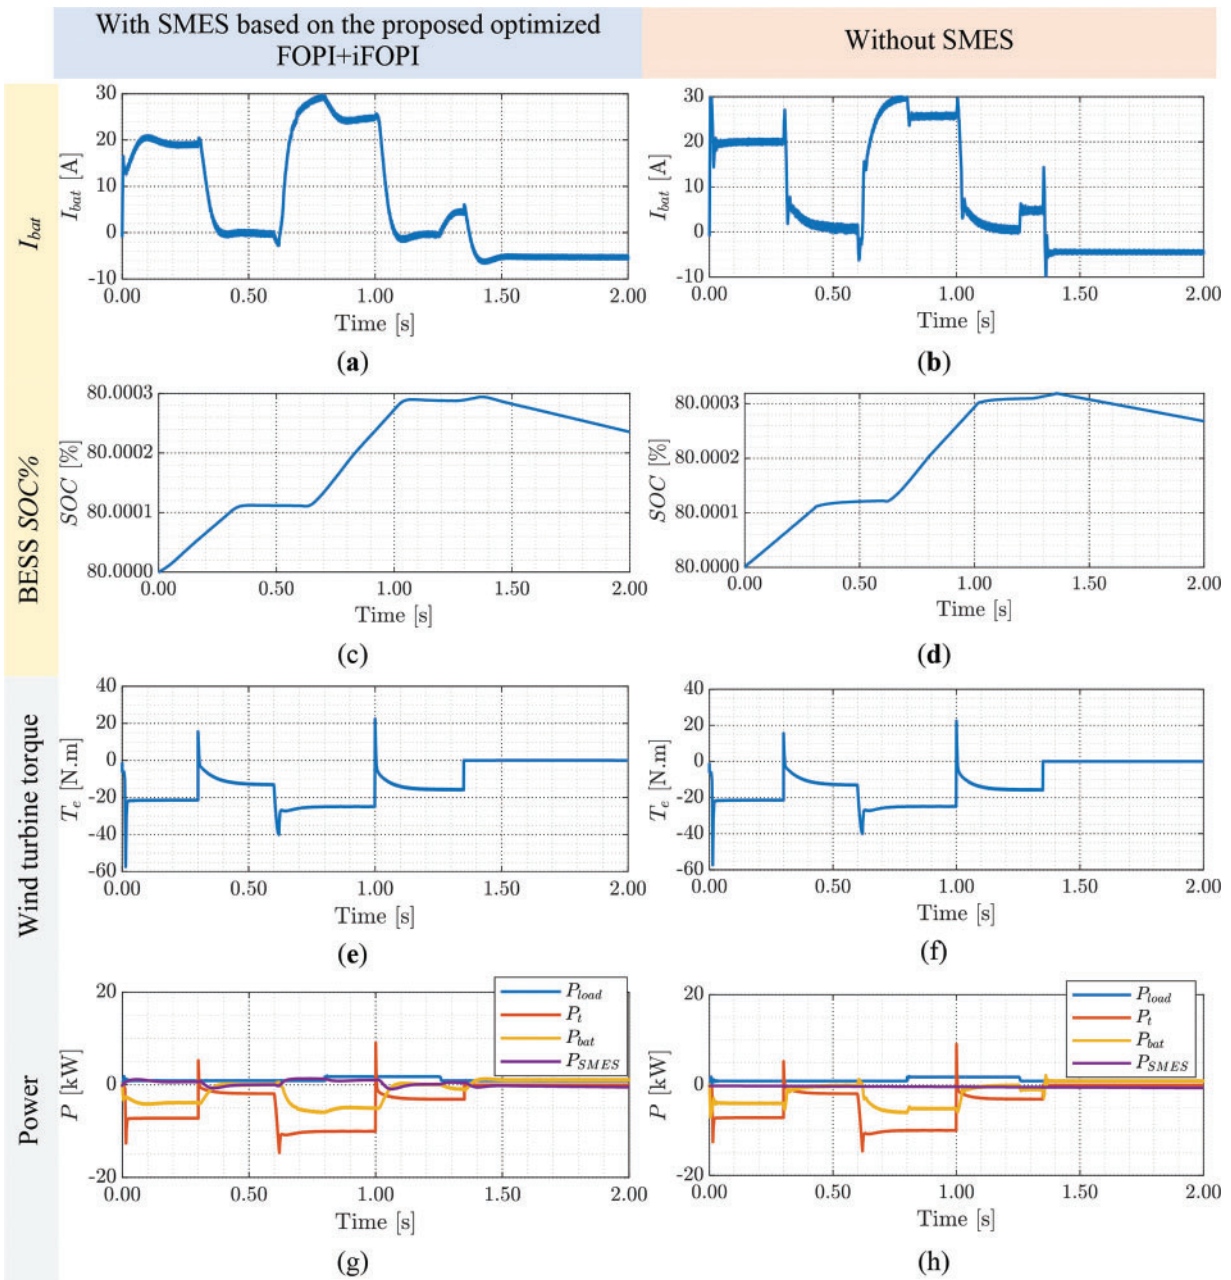 With SMES based on the proposed optimized
FOPI+iFOPI
Without SMES
I_bat
I_bat [A]
30
20
10
0
-10
0.00 0.50 1.00 1.50 2.00
Time [s]
(a)
I_bat [A]
30
20
10
0
-10
0.00 0.50 1.00 1.50 2.00
Time [s]
(b)
BESS SOC%
SOC [%]
80.0003
80.0002
80.0001
80.0000
0.00 0.50 1.00 1.50 2.00
Time [s]
(c)
SOC [%]
80.0003
80.0002
80.0001
80.0000
0.00 0.50 1.00 1.50 2.00
Time [s]
(d)
Wind turbine torque
T_e [N.m]
40
20
0
-20
-40
-60
0.00 0.50 1.00 1.50 2.00
Time [s]
(e)
T_e [N.m]
40
20
0
-20
-40
-60
0.00 0.50 1.00 1.50 2.00
Time [s]
(f)
Power
P [kW]
20
0
-20
P_load
P_t
P_bat
P_SMES
0.00 0.50 1.00 1.50 2.00
Time [s]
(g)
P [kW]
20
0
-20
P_load
P_t
P_bat
P_SMES
0.00 0.50 1.00 1.50 2.00
Time [s]
(h)